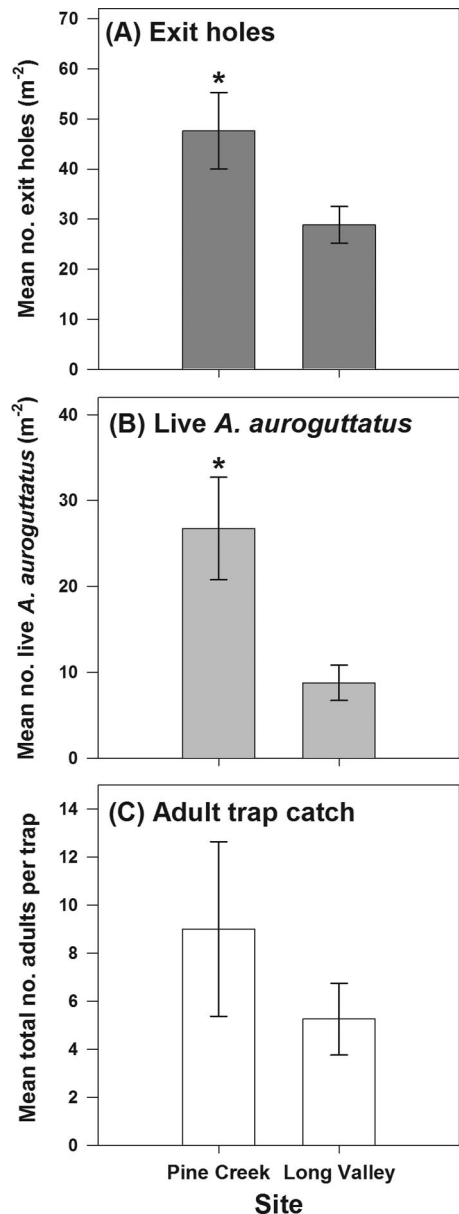 (A) Exit holes
Mean no. exit holes (m⁻²)
70
60
50
40
30
20
10
0
*
(B) Live A. auroguttatus
Mean no. live A. auroguttatus (m⁻²)
40
30
20
10
0
*
(C) Adult trap catch
Mean total no. adults per trap
14
12
10
8
6
4
2
0
Pine Creek Long Valley
Site